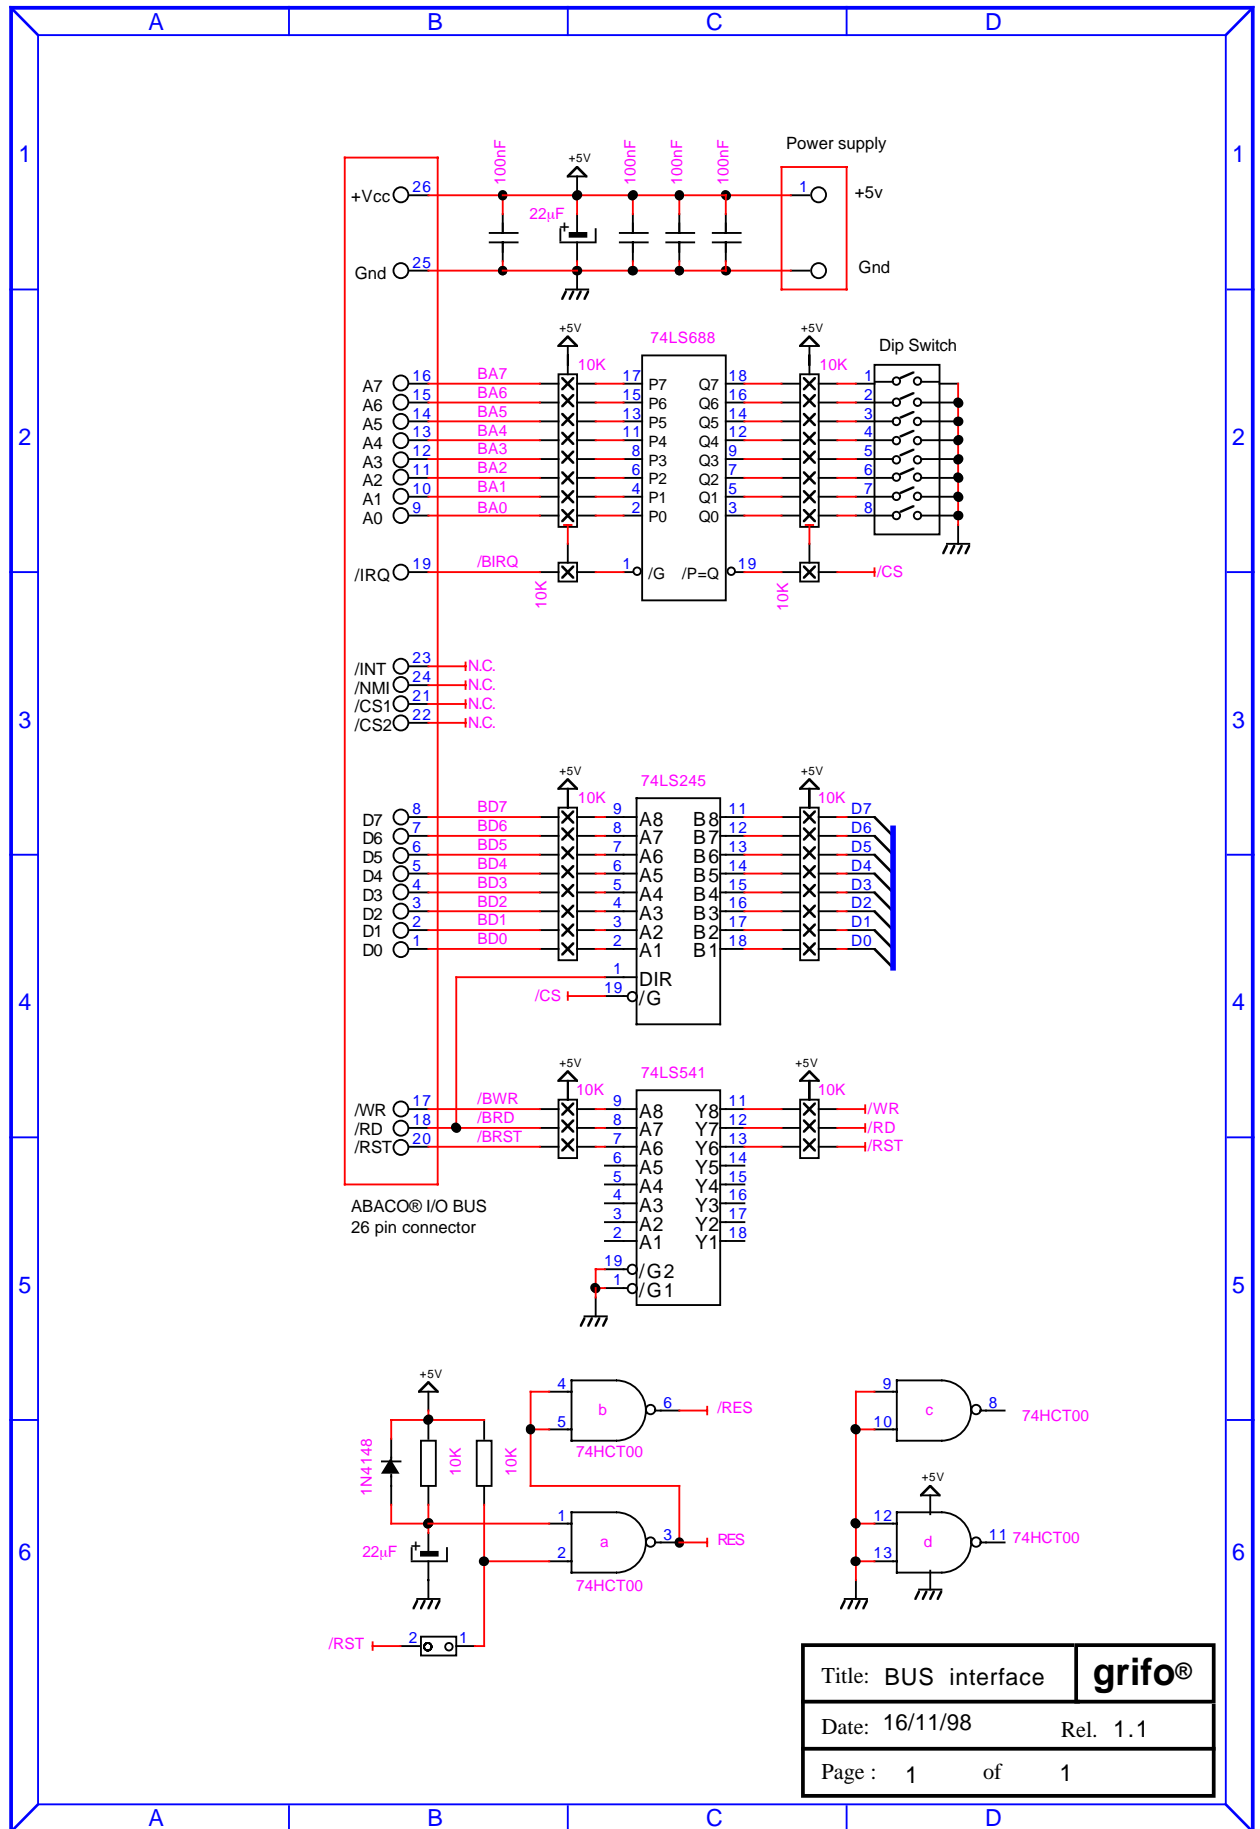 A B C D
1 1
Power supply
100nF +5V 100nF 100nF 100nF
+Vcc 26 1 +5v
22µF +
Gnd 25 Gnd
+5V 74LS688 +5V
10K 10K Dip Switch
A7 16 BA7 17 P7 Q7 18 1
A6 15 BA6 15 P6 Q6 16 2
A5 14 BA5 13 P5 Q5 14 3
2 A4 13 BA4 11 P4 Q4 12 4 2
A3 12 BA3 8 P3 Q3 9 5
A2 11 BA2 6 P2 Q2 7 6
A1 10 BA1 4 P1 Q1 5 7
A0 9 BA0 2 P0 Q0 3 8
/IRQ 19 /BIRQ 1 /G /P=Q 19 /CS
10K 10K
/INT 23 N.C.
/NMI 24 N.C.
/CS1 21 N.C.
3 /CS2 22 N.C. 3
+5V 74LS245 +5V
10K 10K
D7 8 BD7 9 A8 B8 11 D7
D6 7 BD6 8 A7 B7 12 D6
D5 6 BD5 7 A6 B6 13 D5
D4 5 BD4 6 A5 B5 14 D4
D3 4 BD3 5 A4 B4 15 D3
D2 3 BD2 4 A3 B3 16 D2
D1 2 BD1 3 A2 B2 17 D1
D0 1 BD0 2 A1 B1 18 D0
1 DIR
4 /CS 19 /G 4
+5V 74LS541 +5V
10K 10K
/WR 17 /BWR 9 A8 Y8 11 /WR
/RD 18 /BRD 8 A7 Y7 12 /RD
/RST 20 /BRST 7 A6 Y6 13 /RST
6 A5 Y5 14
5 A4 Y4 15
4 A3 Y3 16
3 A2 Y2 17
2 A1 Y1 18
ABACO® I/O BUS
26 pin connector
19 /G2
5 1 /G1 5
+5V
4 b 6 /RES
5
74HCT00
9 c 8 74HCT00
10
1N4148 10K 10K
+5V
1 a 3 RES
2
74HCT00
12 d 11 74HCT00
13
6 22µF + 6
/RST 2 1
Title: BUS interface grifo®
Date: 16/11/98 Rel. 1.1
Page : 1 of 1
A B C D